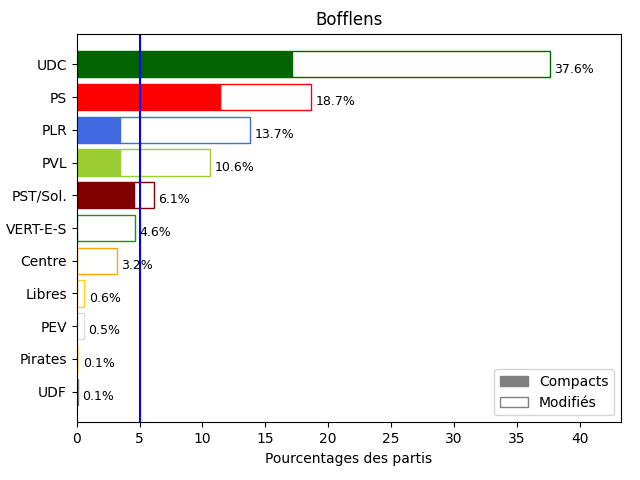 Bofflens
UDC 37.6%
PS 18.7%
PLR 13.7%
PVL 10.6%
PST/Sol. 6.1%
VERT-E-S 4.6%
Centre 3.2%
Libres 0.6%
PEV 0.5%
Pirates 0.1%
UDF 0.1%
Compacts
Modifiés
0 5 10 15 20 25 30 35 40
Pourcentages des partis